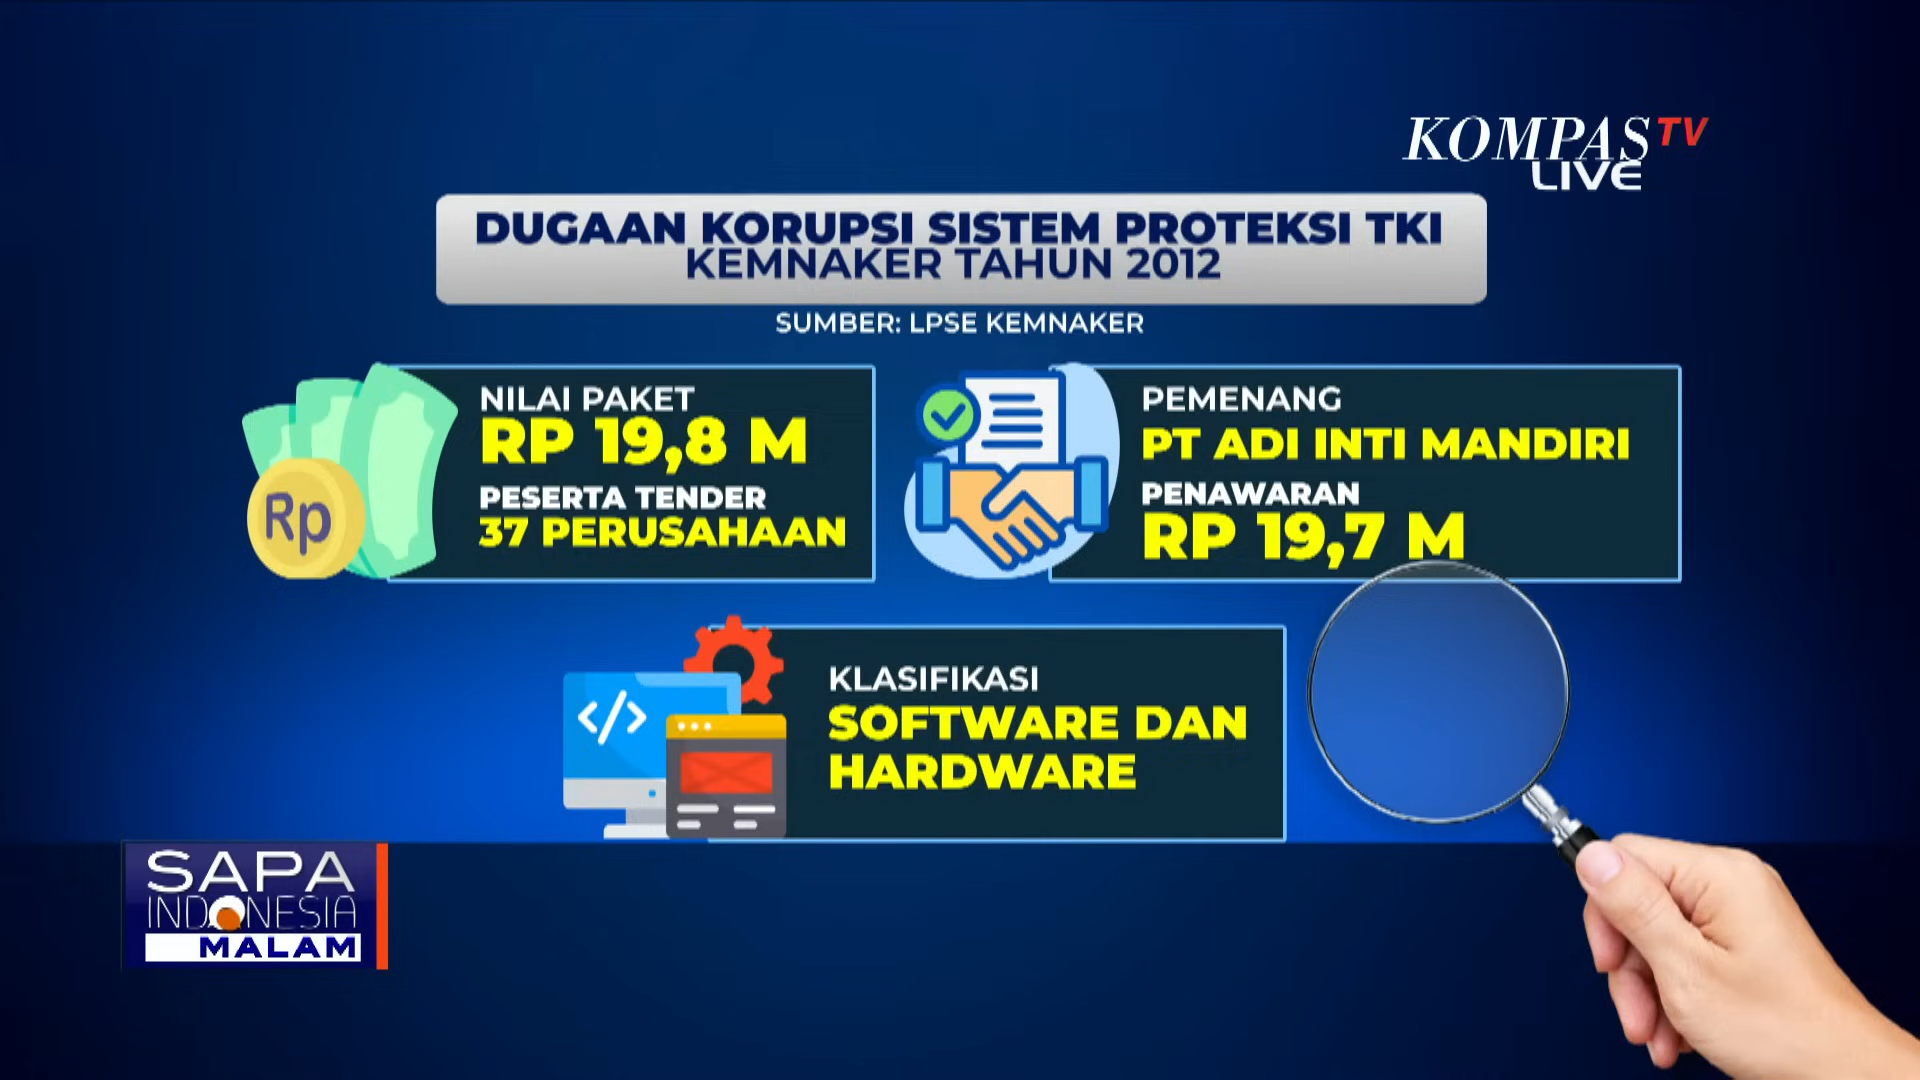 KOMPAS TV
LIVE
DUGAAN KORUPSI SISTEM PROTEKSI TKI
KEMNAKER TAHUN 2012
SUMBER: LPSE KEMNAKER
NILAI PAKET
RP 19,8 M
PESERTA TENDER
37 PERUSAHAAN
Rp
PEMENANG
PT ADI INTI MANDIRI
PENAWARAN
RP 19,7 M
</>
KLASIFIKASI
SOFTWARE DAN
HARDWARE
SAPA
INDONESIA
MALAM